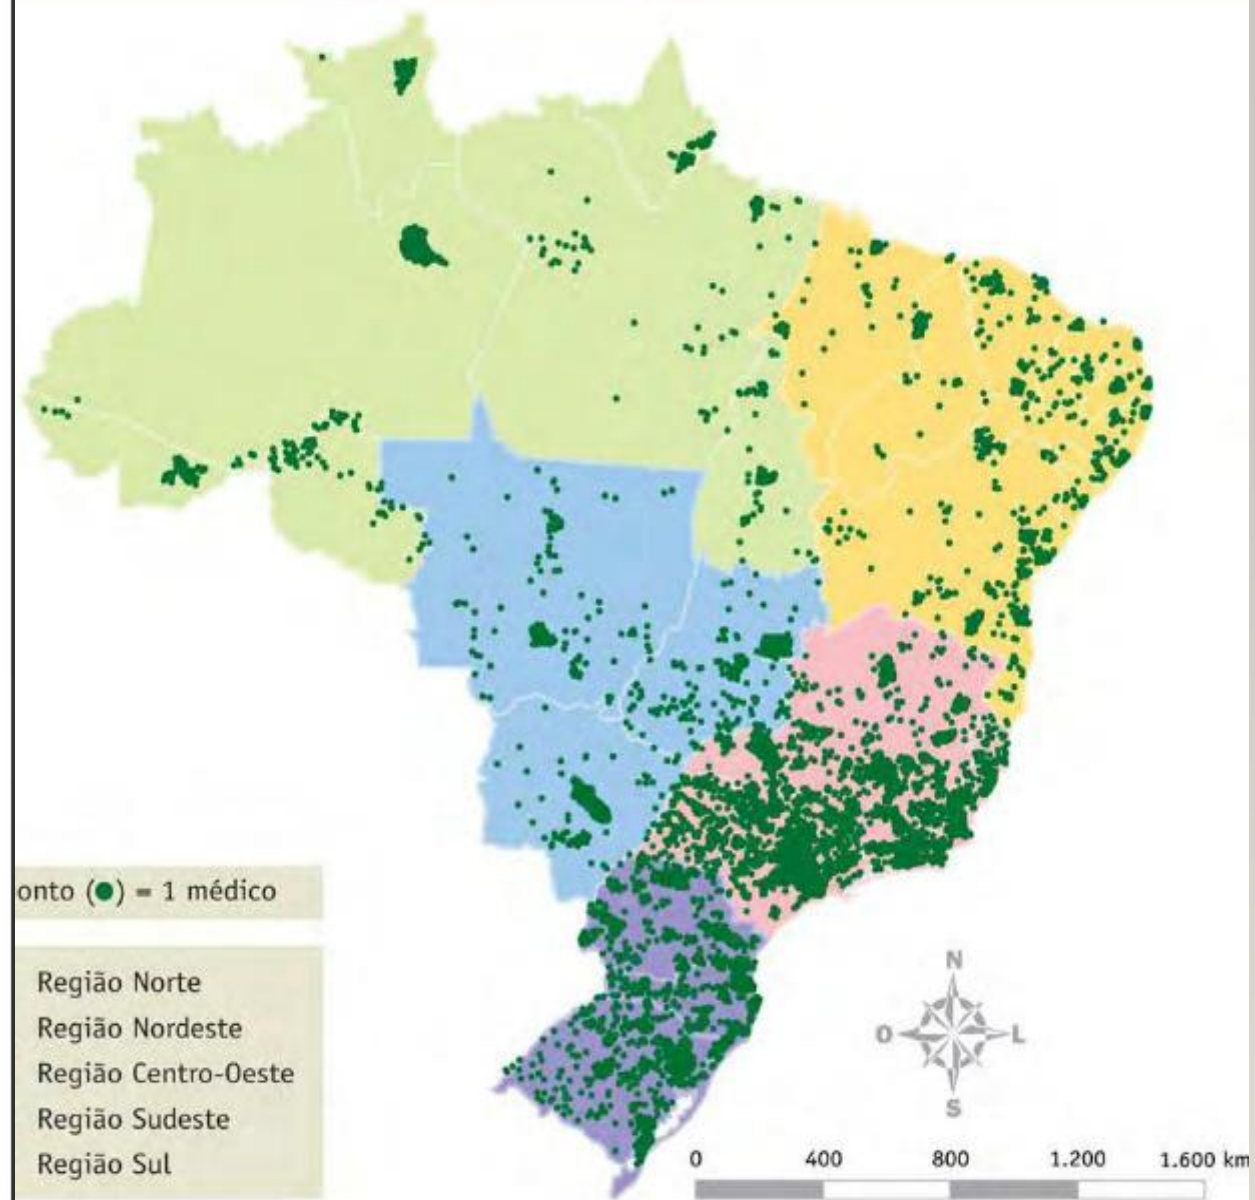 onto (●) = 1 médico
Região Norte
Região Nordeste
Região Centro-Oeste
Região Sudeste
Região Sul
N
O L
S
0 400 800 1.200 1.600 km